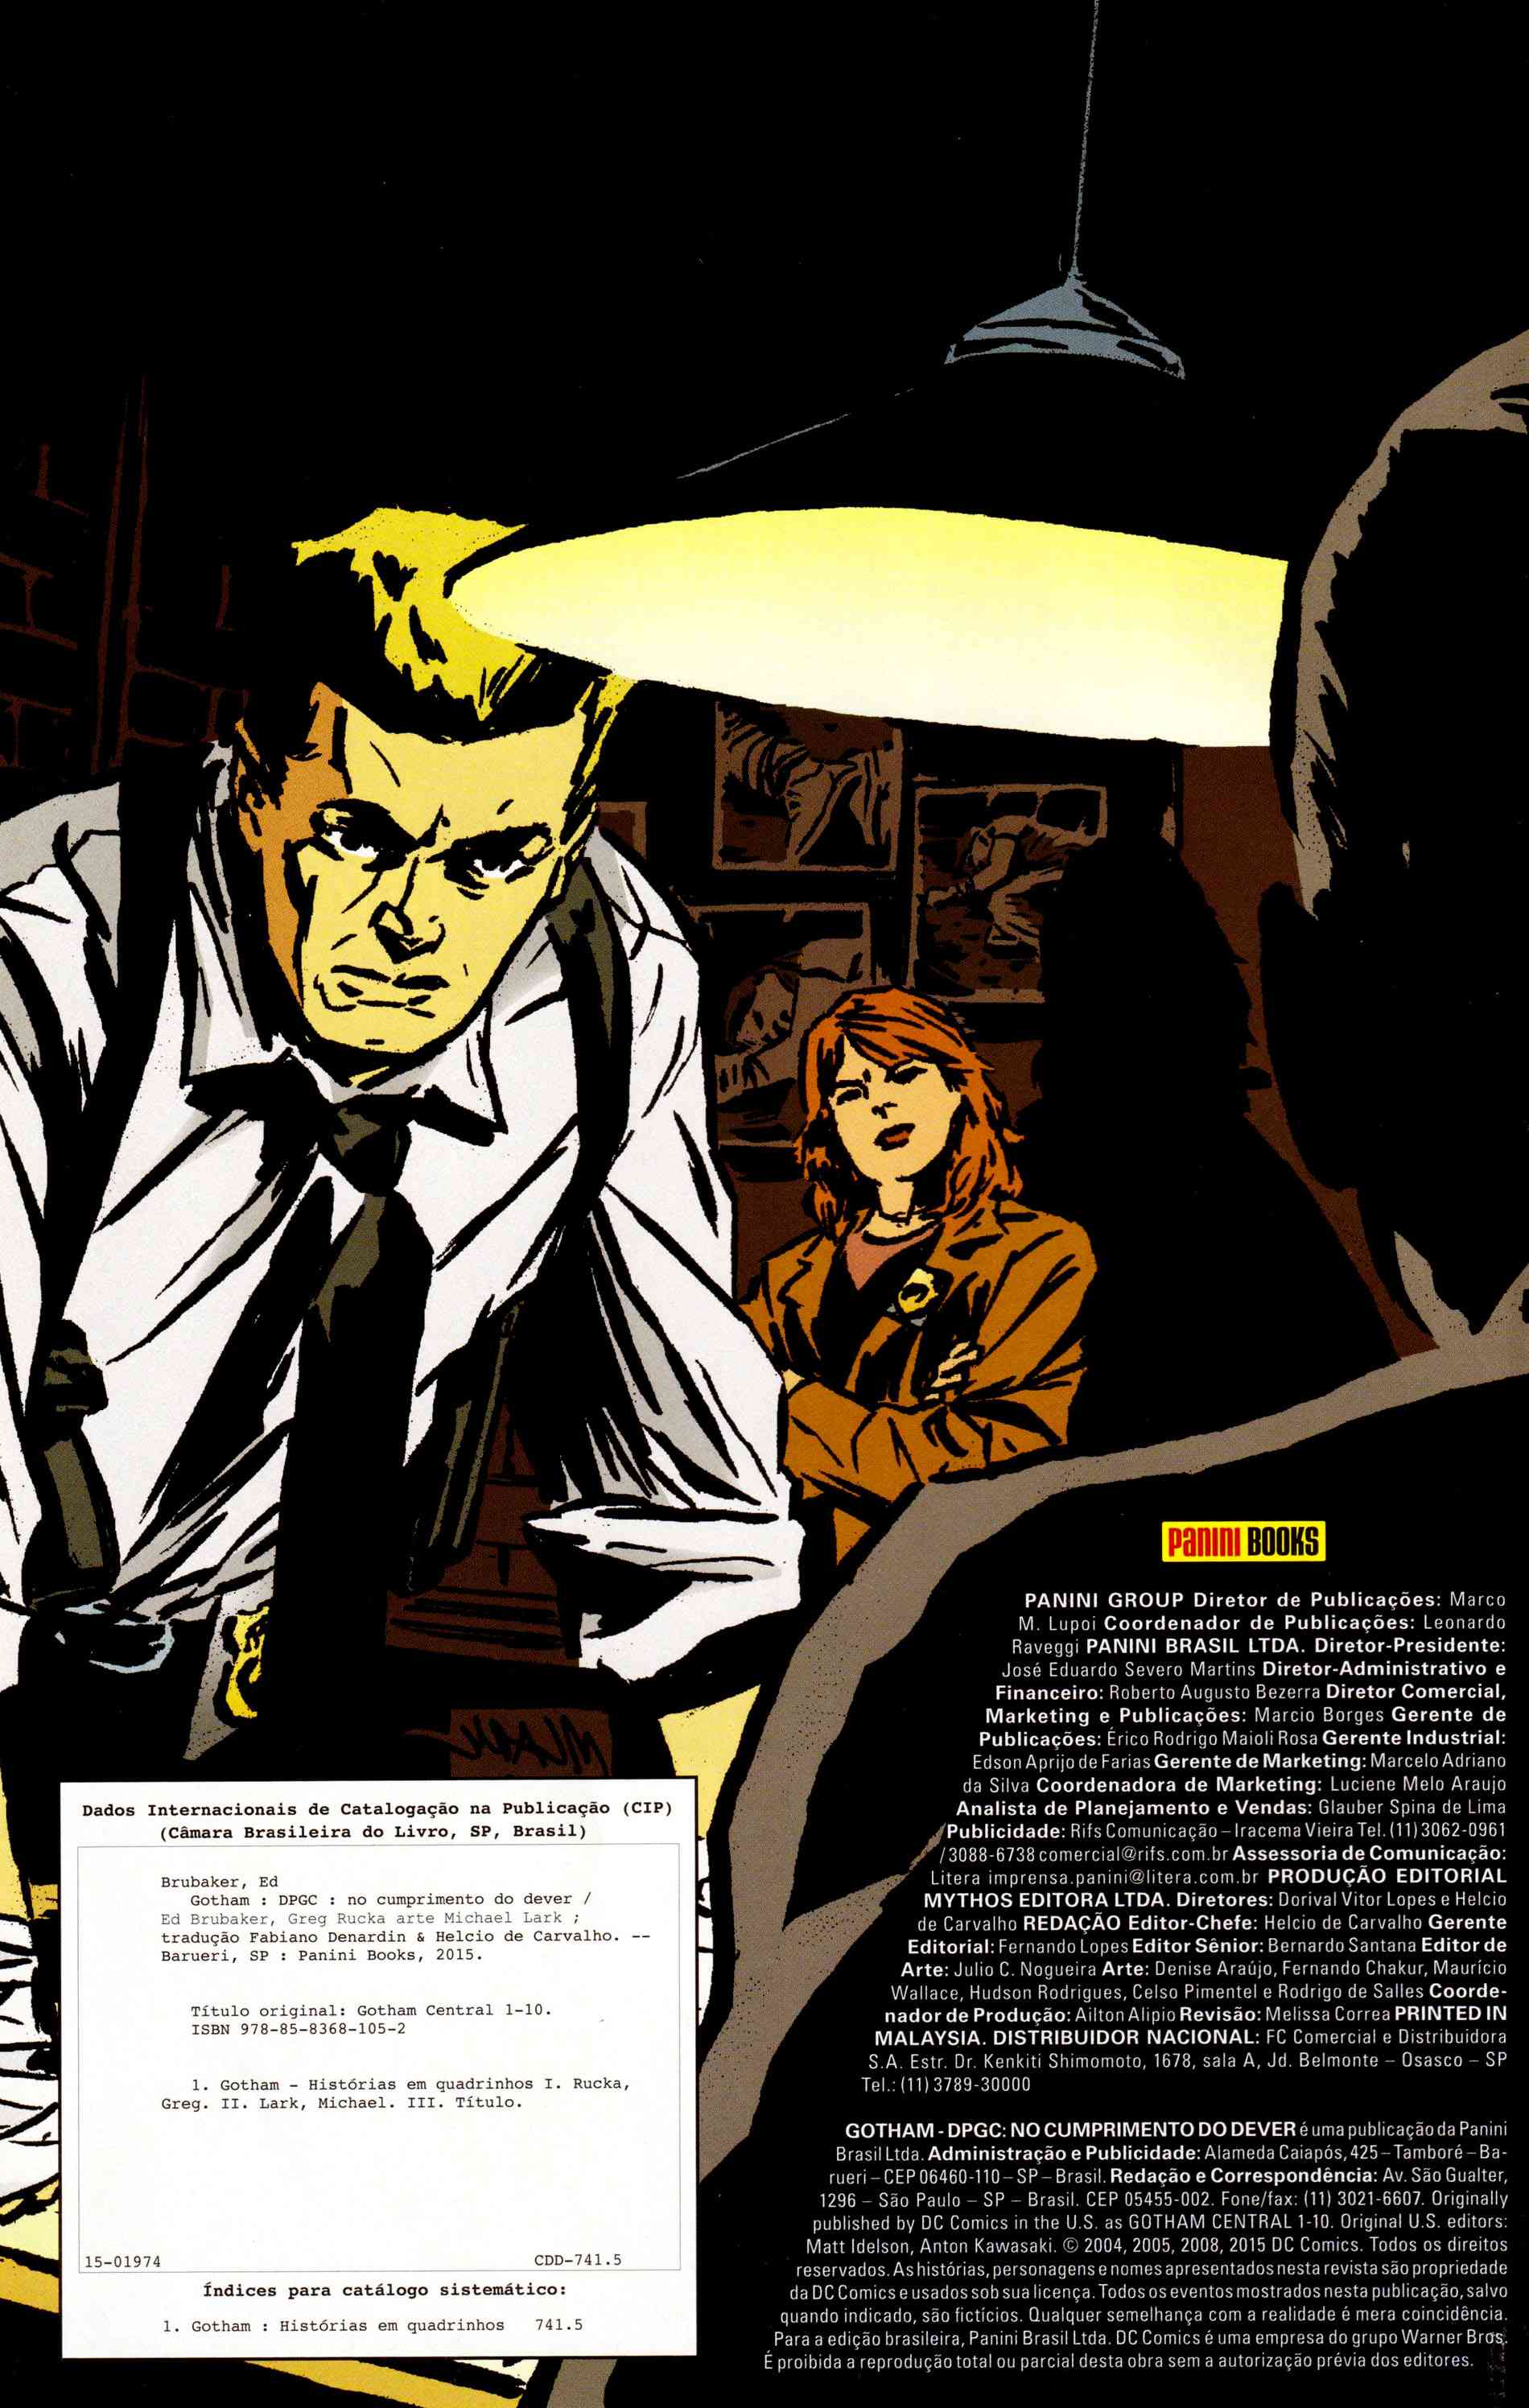 PANINI BOOKS
PANINI GROUP Diretor de Publicações: Marco
M. Lupoi Coordenador de Publicações: Leonardo
Raveggi PANINI BRASIL LTDA. Diretor-Presidente:
José Eduardo Severo Martins Diretor-Administrativo e
Financeiro: Roberto Augusto Bezerra Diretor Comercial,
Marketing e Publicações: Marcio Borges Gerente de
Publicações: Érico Rodrigo Maioli Rosa Gerente Industrial:
Edson Aprijo de Farias Gerente de Marketing: Marcelo Adriano
da Silva Coordenadora de Marketing: Luciene Melo Araujo
Analista de Planejamento e Vendas: Glauber Spina de Lima
Publicidade: Rifs Comunicação – Iracema Vieira Tel. (11) 3062-0961
/ 3088-6738 comercial@rifs.com.br Assessoria de Comunicação:
Litera imprensa.panini@litera.com.br PRODUÇÃO EDITORIAL
MYTHOS EDITORA LTDA. Diretores: Dorival Vitor Lopes e Helcio
de Carvalho REDAÇÃO Editor-Chefe: Helcio de Carvalho Gerente
Editorial: Fernando Lopes Editor Sênior: Bernardo Santana Editor de
Arte: Julio C. Nogueira Arte: Denise Araújo, Fernando Chakur, Maurício
Wallace, Hudson Rodrigues, Celso Pimentel e Rodrigo de Salles Coorde-
nador de Produção: Ailton Alipio Revisão: Melissa Correa PRINTED IN
MALAYSIA. DISTRIBUIDOR NACIONAL: FC Comercial e Distribuidora
S.A. Estr. Dr. Kenkiti Shimomoto, 1678, sala A, Jd. Belmonte – Osasco – SP
Tel.: (11) 3789-30000
GOTHAM - DPGC: NO CUMPRIMENTO DO DEVER é uma publicação da Panini
Brasil Ltda. Administração e Publicidade: Alameda Caiapós, 425 – Tamboré – Ba-
rueri – CEP 06460-110 – SP – Brasil. Redação e Correspondência: Av. São Gualter,
1296 – São Paulo – SP – Brasil. CEP 05455-002. Fone/fax: (11) 3021-6607. Originally
published by DC Comics in the U.S. as GOTHAM CENTRAL 1-10. Original U.S. editors:
Matt Idelson, Anton Kawasaki. © 2004, 2005, 2008, 2015 DC Comics. Todos os direitos
reservados. As histórias, personagens e nomes apresentados nesta revista são propriedade
da DC Comics e usados sob sua licença. Todos os eventos mostrados nesta publicação, salvo
quando indicado, são fictícios. Qualquer semelhança com a realidade é mera coincidência.
Para a edição brasileira, Panini Brasil Ltda. DC Comics é uma empresa do grupo Warner Bros.
É proibida a reprodução total ou parcial desta obra sem a autorização prévia dos editores.
Dados Internacionais de Catalogação na Publicação (CIP)
(Câmara Brasileira do Livro, SP, Brasil)
Brubaker, Ed
Gotham : DPGC : no cumprimento do dever /
Ed Brubaker, Greg Rucka arte Michael Lark ;
tradução Fabiano Denardin & Helcio de Carvalho. --
Barueri, SP : Panini Books, 2015.
Título original: Gotham Central 1-10.
ISBN 978-85-8368-105-2
1. Gotham - Histórias em quadrinhos I. Rucka,
Greg. II. Lark, Michael. III. Título.
15-01974 CDD-741.5
Índices para catálogo sistemático:
1. Gotham : Histórias em quadrinhos 741.5